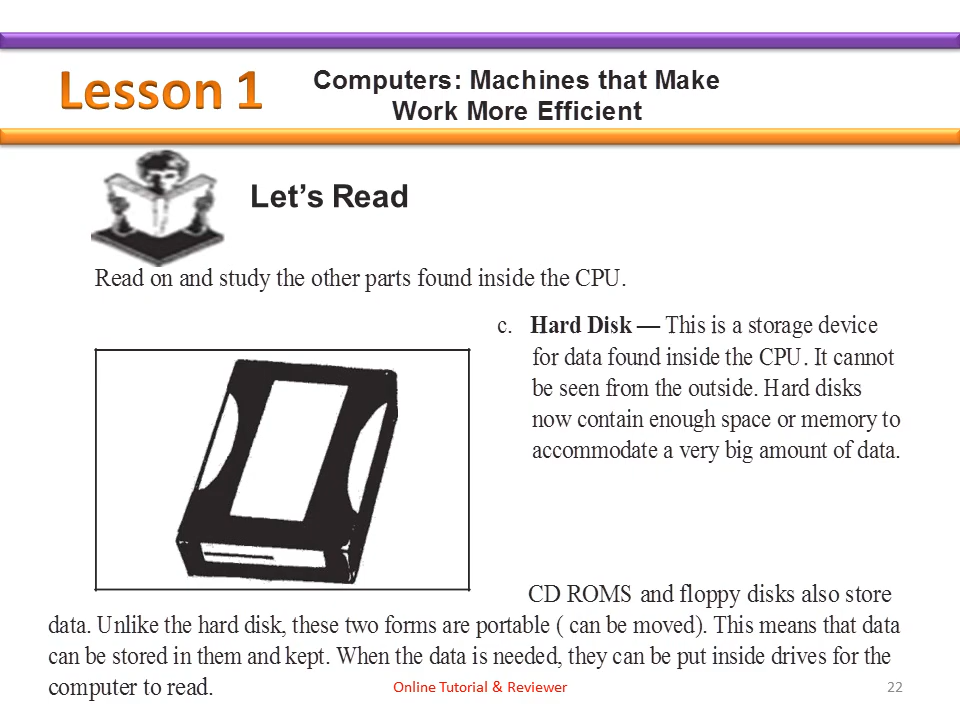 Lesson 1
Computers: Machines that Make
Work More Efficient
Let’s Read
Read on and study the other parts found inside the CPU.
c. Hard Disk — This is a storage device
for data found inside the CPU. It cannot
be seen from the outside. Hard disks
now contain enough space or memory to
accommodate a very big amount of data.
CD ROMS and floppy disks also store
data. Unlike the hard disk, these two forms are portable ( can be moved). This means that data
can be stored in them and kept. When the data is needed, they can be put inside drives for the
computer to read.
Online Tutorial & Reviewer
22